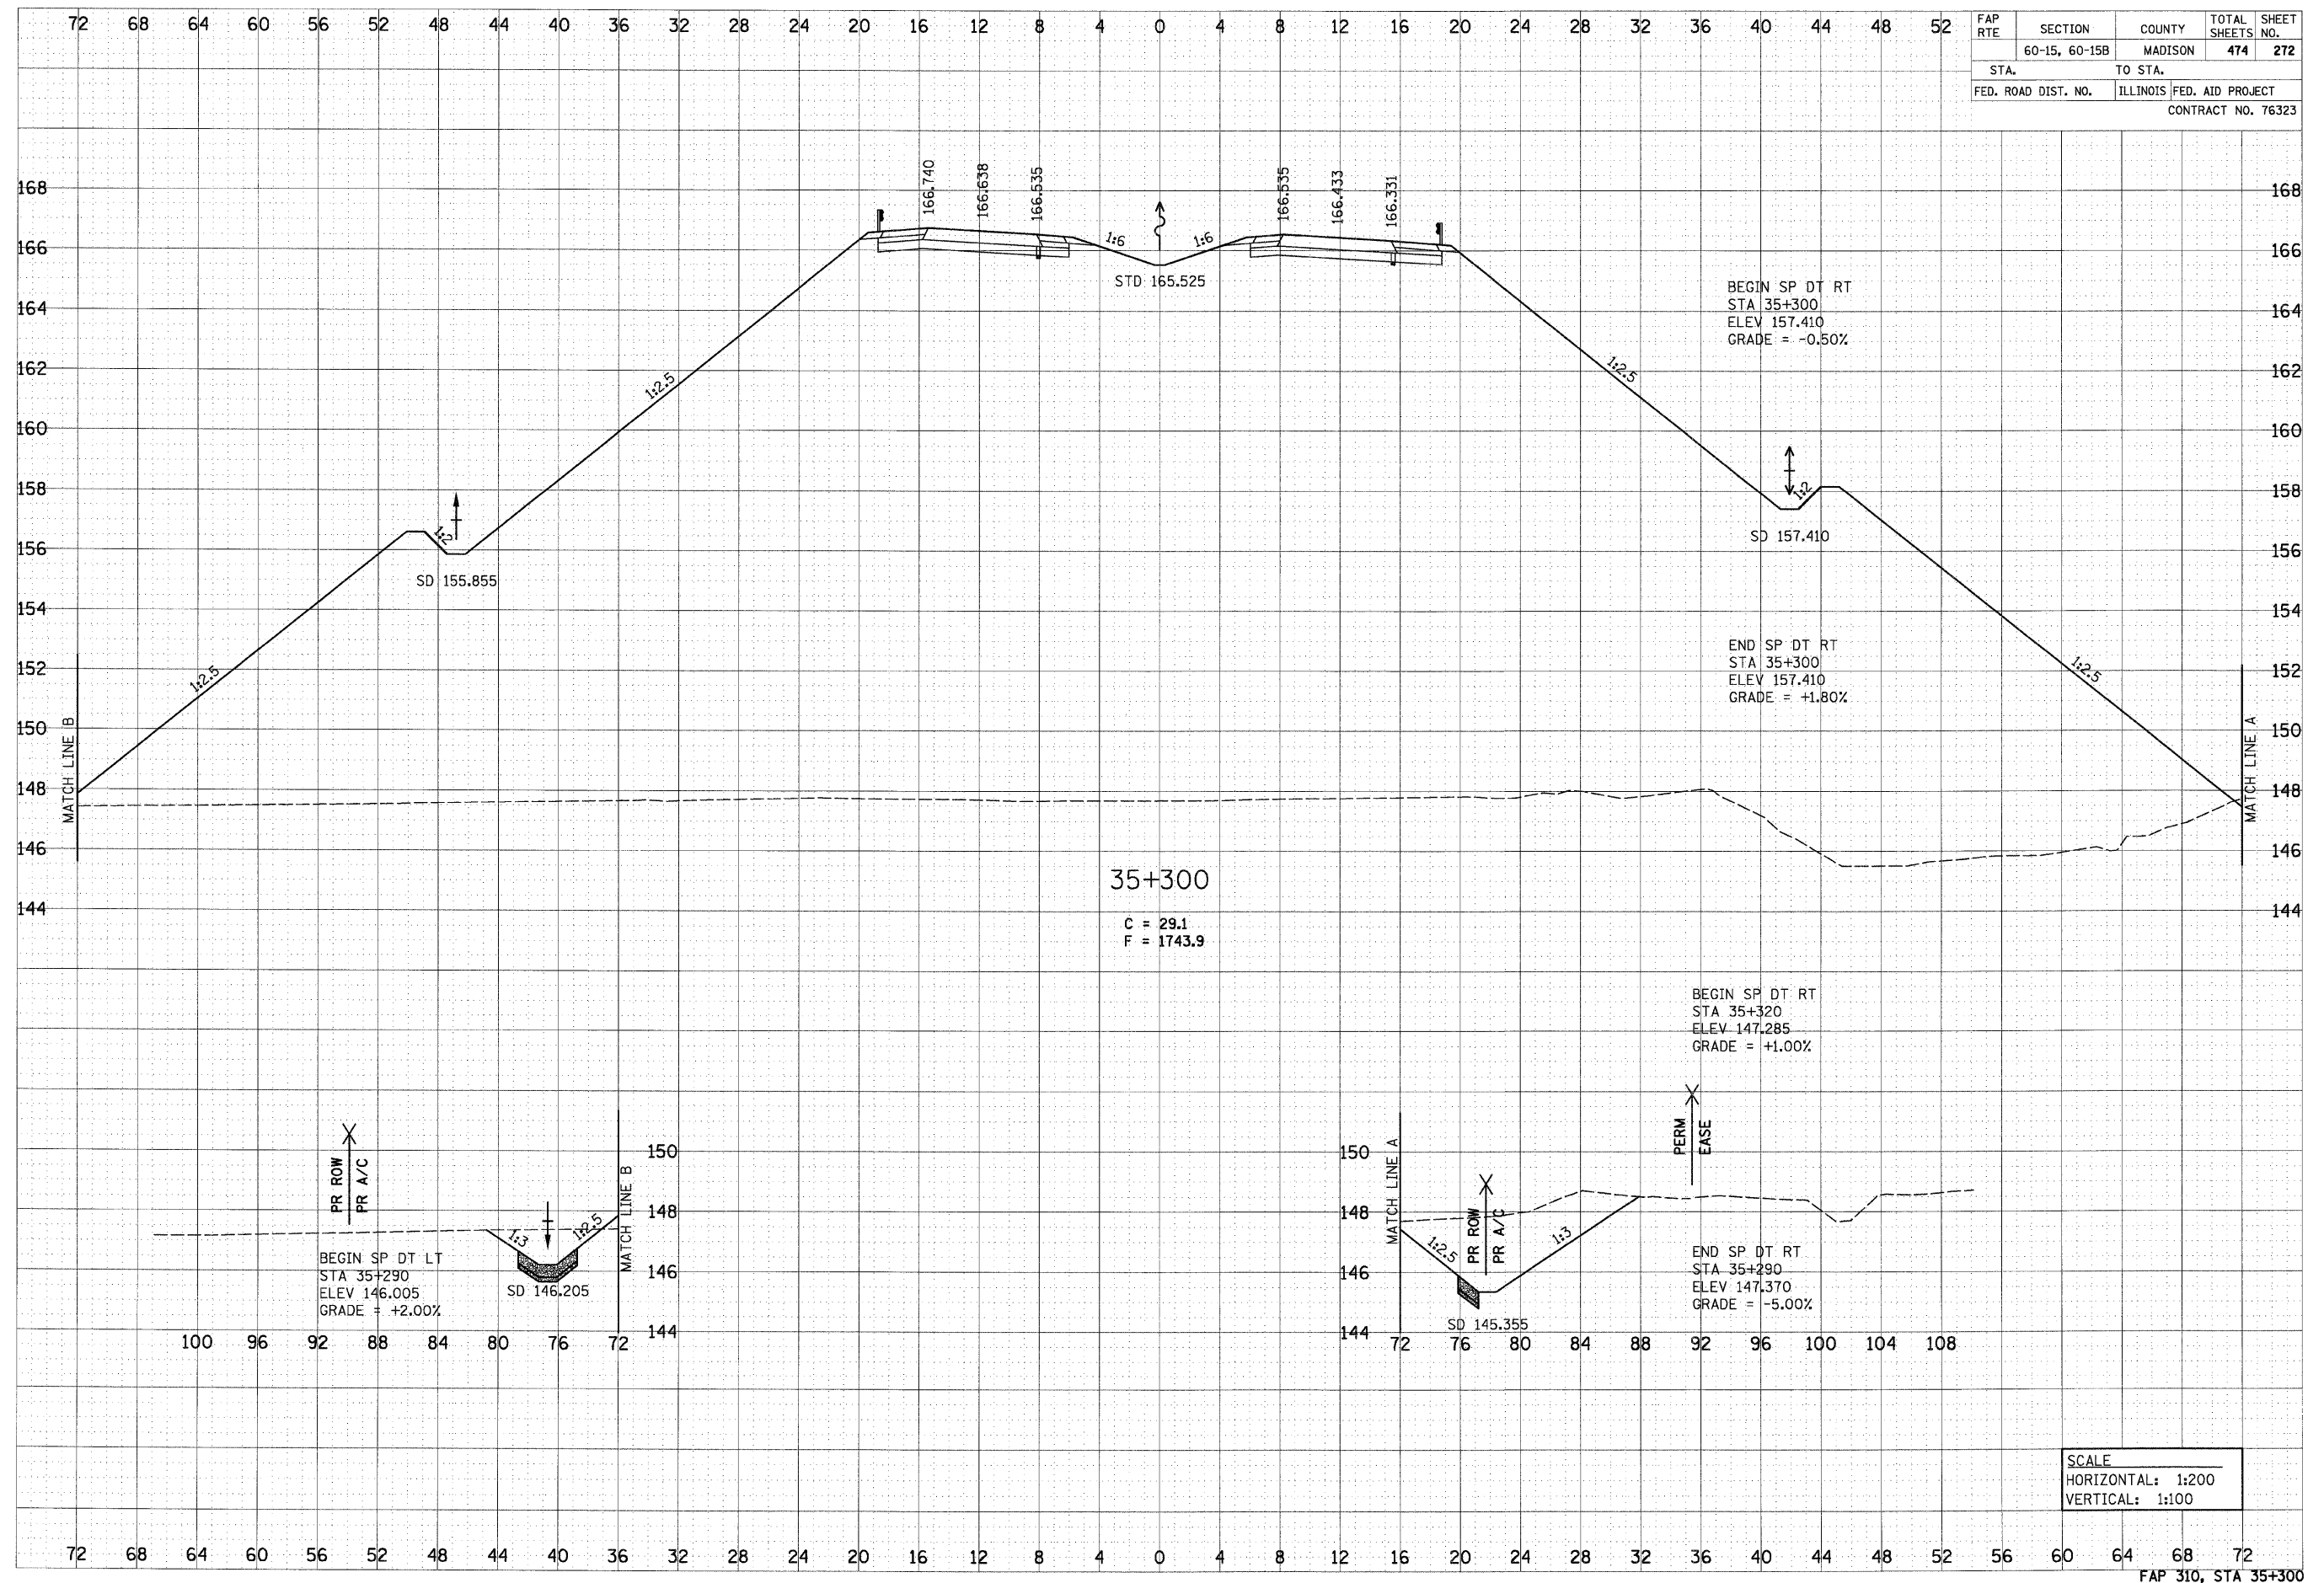 72 68 64 60 56 52 48 44 40 36 32 28 24 20 16 12 8 4 0 4 8 12 16 20 24 28 32 36 40 44 48 52
FAP RTE SECTION COUNTY TOTAL SHEETS SHEET NO.
60-15, 60-15B MADISON 474 272
STA. TO STA.
FED. ROAD DIST. NO. ILLINOIS FED. AID PROJECT
CONTRACT NO. 76323
166.740 166.638 166.535 166.535 166.433 166.331
168 168
166 1:6 1:6 166
STD 165.525
BEGIN SP DT RT
STA 35+300
164 164
ELEV 157.410
GRADE = -0.50%
162 1:2.5 1:2.5 162
160 160
158 1:2 158
1:2
SD 157.410
156 156
SD 155.855
154 154
END SP DT RT
STA 35+300
152 1:2.5 1:2.5 152
ELEV 157.410
GRADE = +1.80%
150 150
MATCH LINE B MATCH LINE A
148 148
146 146
35+300
144 144
C = 29.1
F = 1743.9
BEGIN SP DT RT
STA 35+320
ELEV 147.285
GRADE = +1.00%
PERM EASE
150 150
PR ROW PR A/C
MATCH LINE B MATCH LINE A
148 148
PR ROW PR A/C
1:3 1:2.5 1:2.5 1:3
BEGIN SP DT LT
STA 35+290
ELEV 146.005
GRADE = +2.00%
146 146
SD 146.205
END SP DT RT
STA 35+290
ELEV 147.370
GRADE = -5.00%
SD 145.355
144 144
100 96 92 88 84 80 76 72 72 76 80 84 88 92 96 100 104 108
SCALE
HORIZONTAL: 1:200
VERTICAL: 1:100
72 68 64 60 56 52 48 44 40 36 32 28 24 20 16 12 8 4 0 4 8 12 16 20 24 28 32 36 40 44 48 52 56 60 64 68 72
FAP 310, STA 35+300